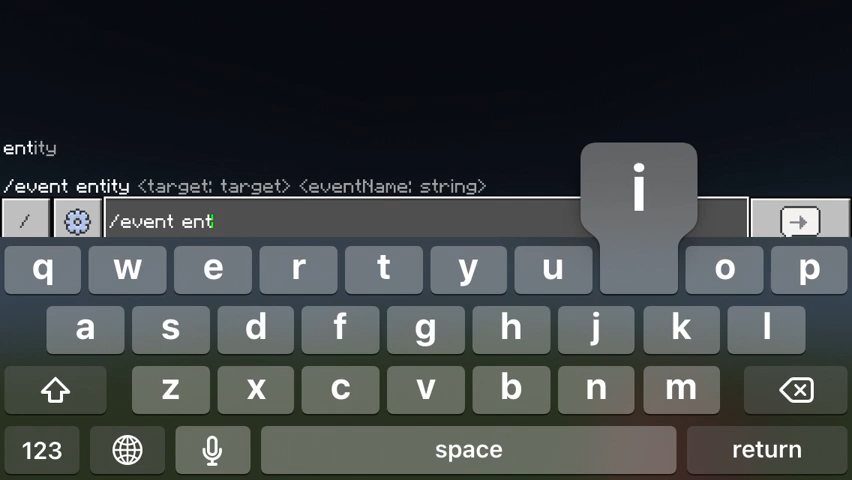 entity
/event entity <target: target> <eventName: string>
/ /event ent
i
q w e r t y u o p
a s d f g h j k l
z x c v b n m
123 space return